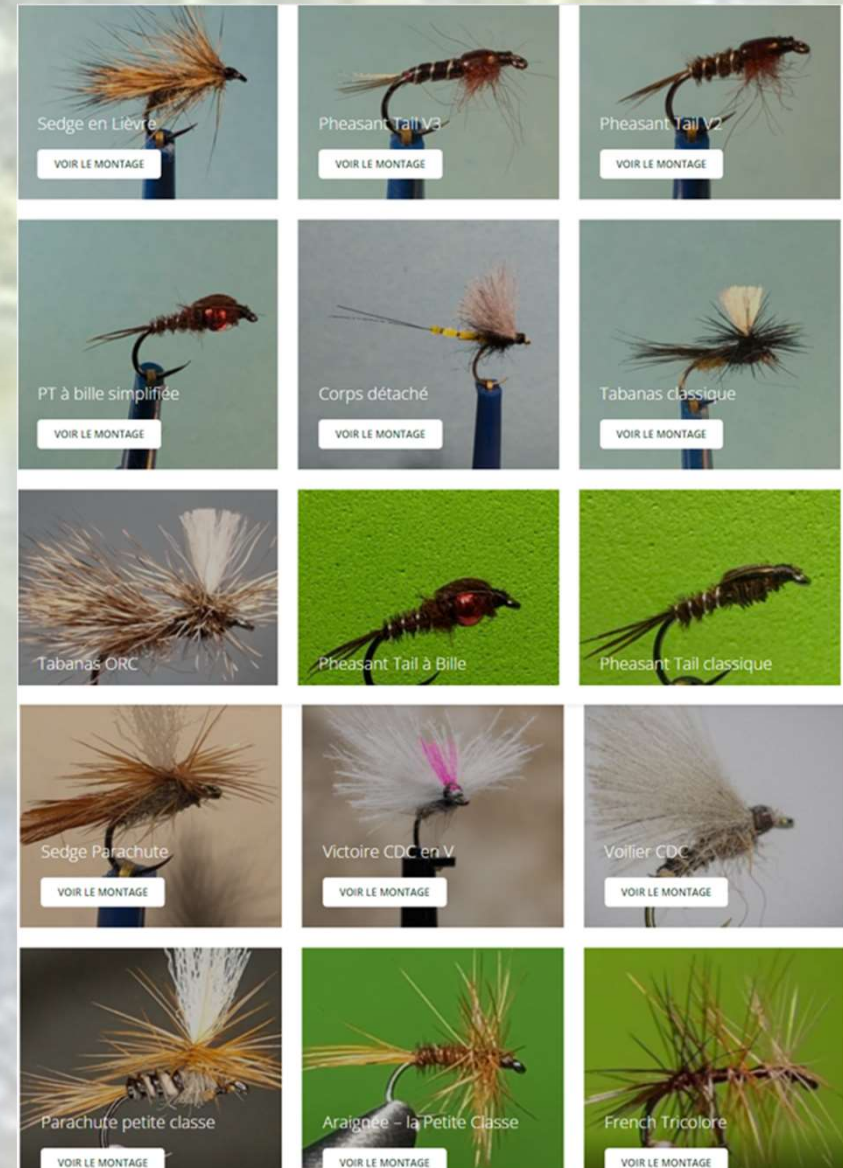 Sedge en Lièvre
VOIR LE MONTAGE
Pheasant Tail V3
VOIR LE MONTAGE
Pheasant Tail V2
VOIR LE MONTAGE
PT à bille simplifiée
VOIR LE MONTAGE
Corps détaché
VOIR LE MONTAGE
Tabanas classique
VOIR LE MONTAGE
Tabanas ORC
Pheasant Tail à Bille
Pheasant Tail classique
Sedge Parachute
VOIR LE MONTAGE
Victoire CDC en V
VOIR LE MONTAGE
Voilier CDC
VOIR LE MONTAGE
Parachute petite classe
VOIR LE MONTAGE
Araignée – la Petite Classe
VOIR LE MONTAGE
French Tricolore
VOIR LE MONTAGE